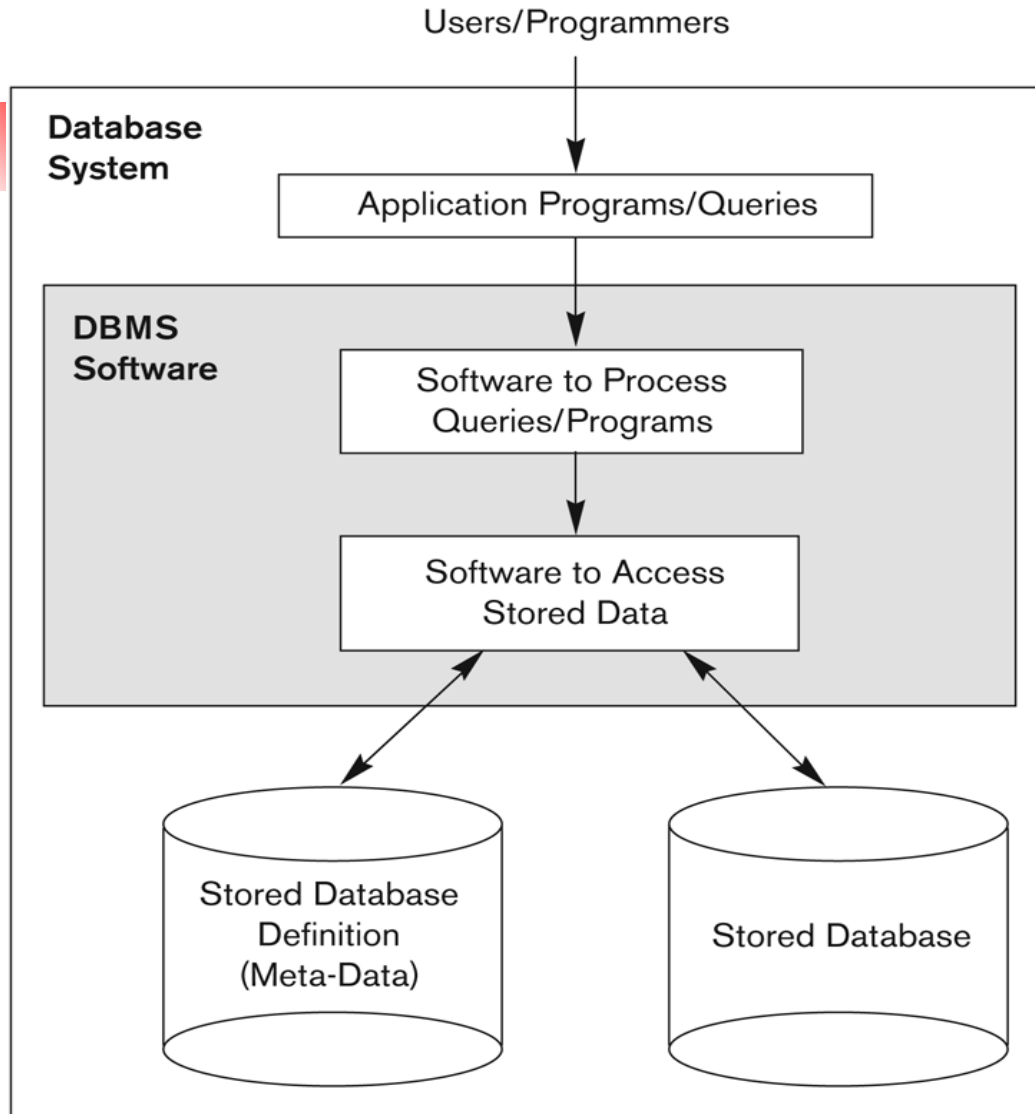 Users/Programmers
Database
System
Application Programs/Queries
DBMS
Software
Software to Process
Queries/Programs
Software to Access
Stored Data
Stored Database
Definition
(Meta-Data)
Stored Database